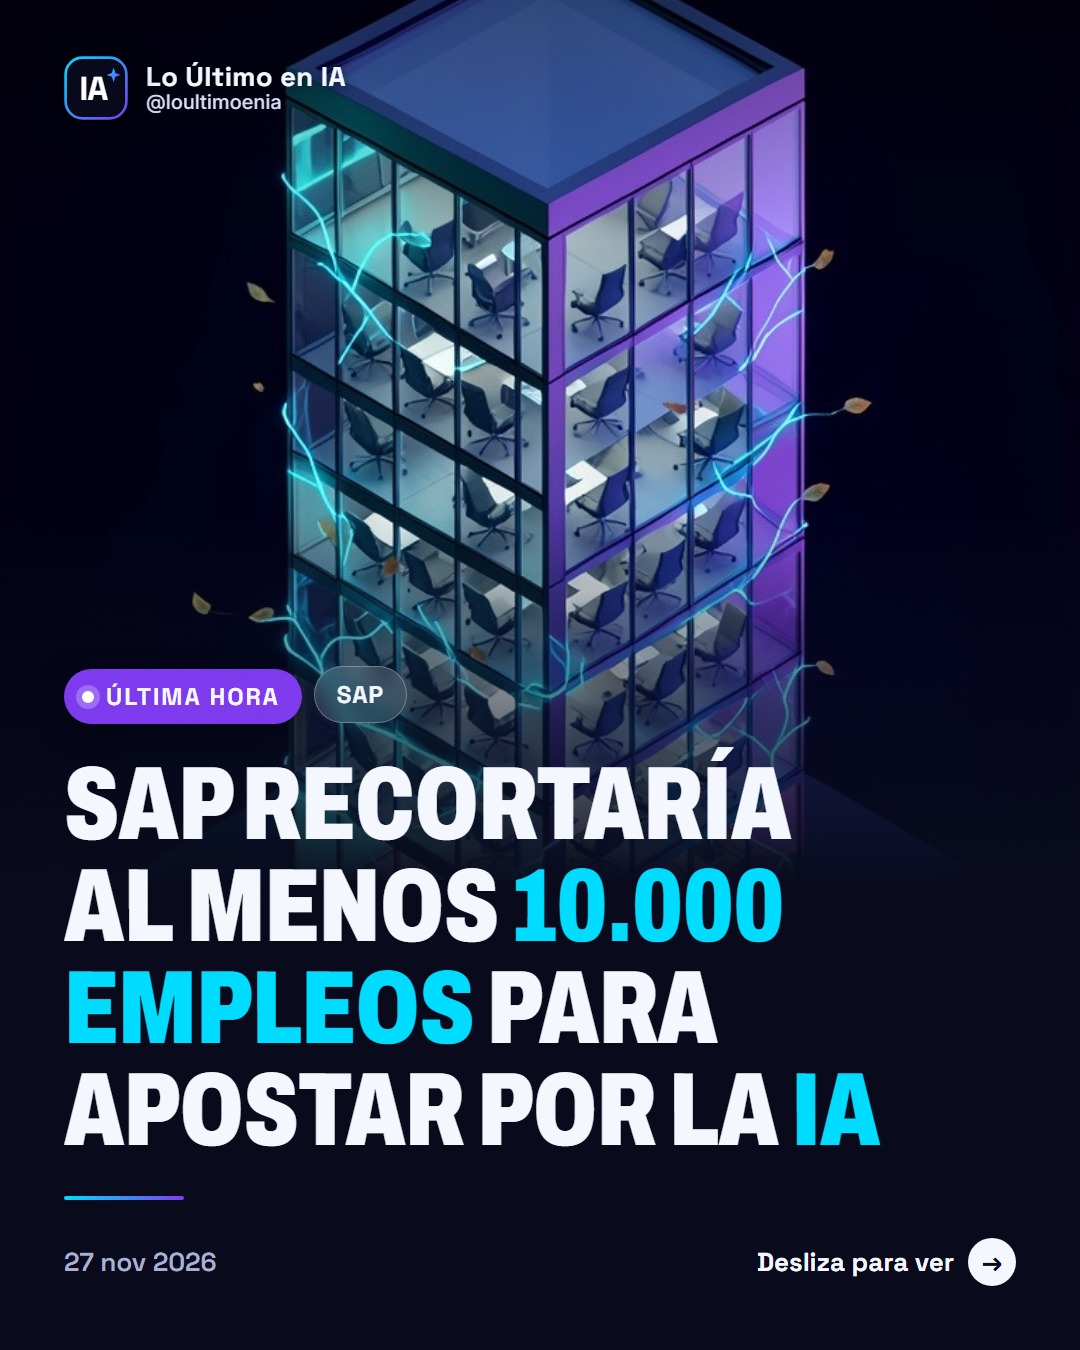 IA
Lo Último en IA
@loultimoenia
ÚLTIMA HORA
SAP
SAP RECORTARÍA
AL MENOS 10.000
EMPLEOS PARA
APOSTAR POR LA IA
27 nov 2026
Desliza para ver →